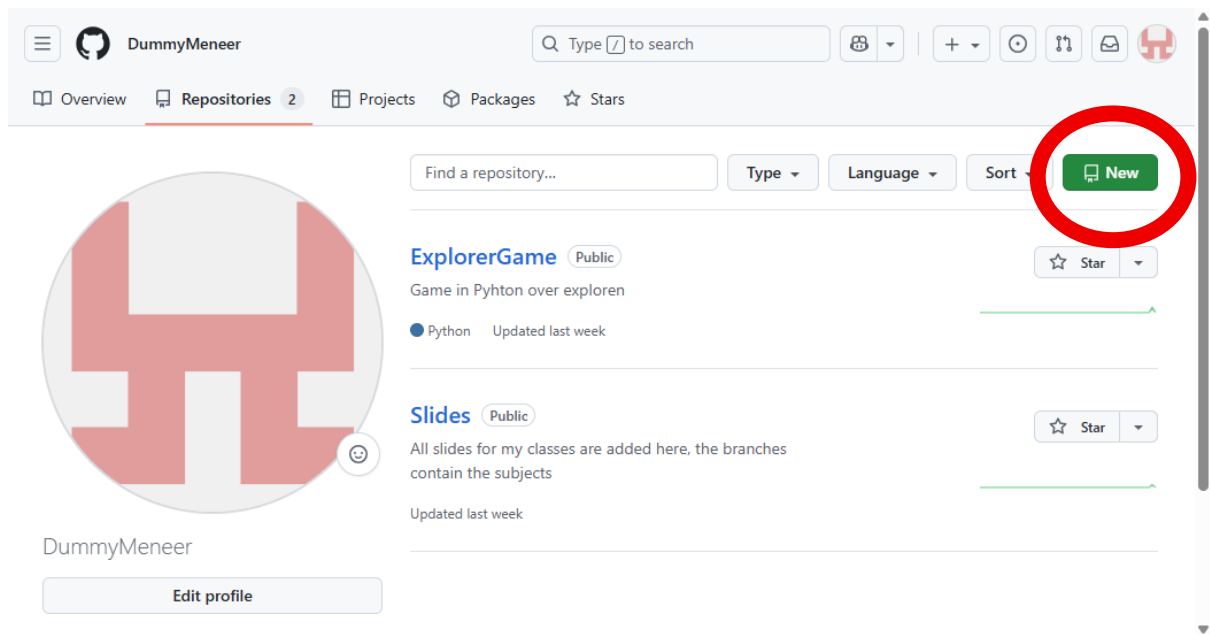 DummyMeneer
Type / to search
Overview
Repositories 2
Projects
Packages
Stars
Find a repository...
Type
Language
Sort
New
ExplorerGame Public
Star
Game in Pyhton over exploren
Python Updated last week
Slides Public
Star
All slides for my classes are added here, the branches
contain the subjects
Updated last week
DummyMeneer
Edit profile